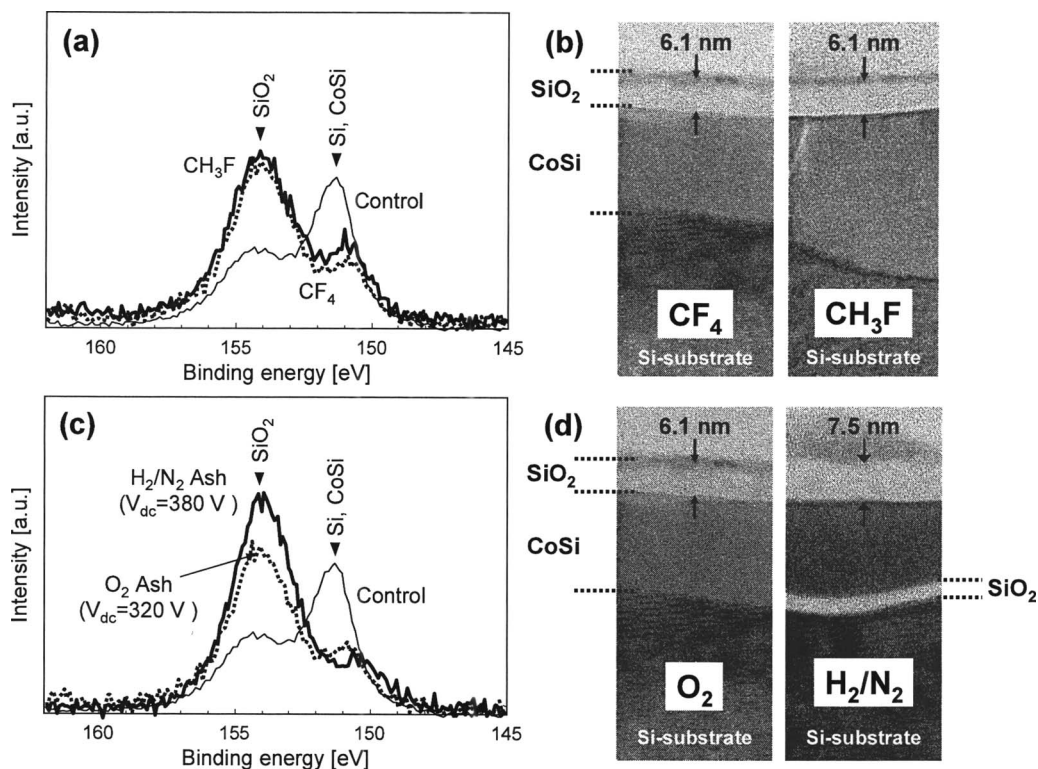 (a)
Intensity [a.u.]
SiO₂
Si, CoSi
CH₃F
Control
CF₄
160
155
150
145
Binding energy [eV]
(b)
6.1 nm
6.1 nm
SiO₂
CoSi
CF₄
CH₃F
Si-substrate
Si-substrate
(c)
Intensity [a.u.]
SiO₂
Si, CoSi
H₂/N₂ Ash
(Vdc=380 V)
O₂ Ash
(Vdc=320 V)
Control
160
155
150
145
Binding energy [eV]
(d)
6.1 nm
7.5 nm
SiO₂
CoSi
SiO₂
O₂
H₂/N₂
Si-substrate
Si-substrate